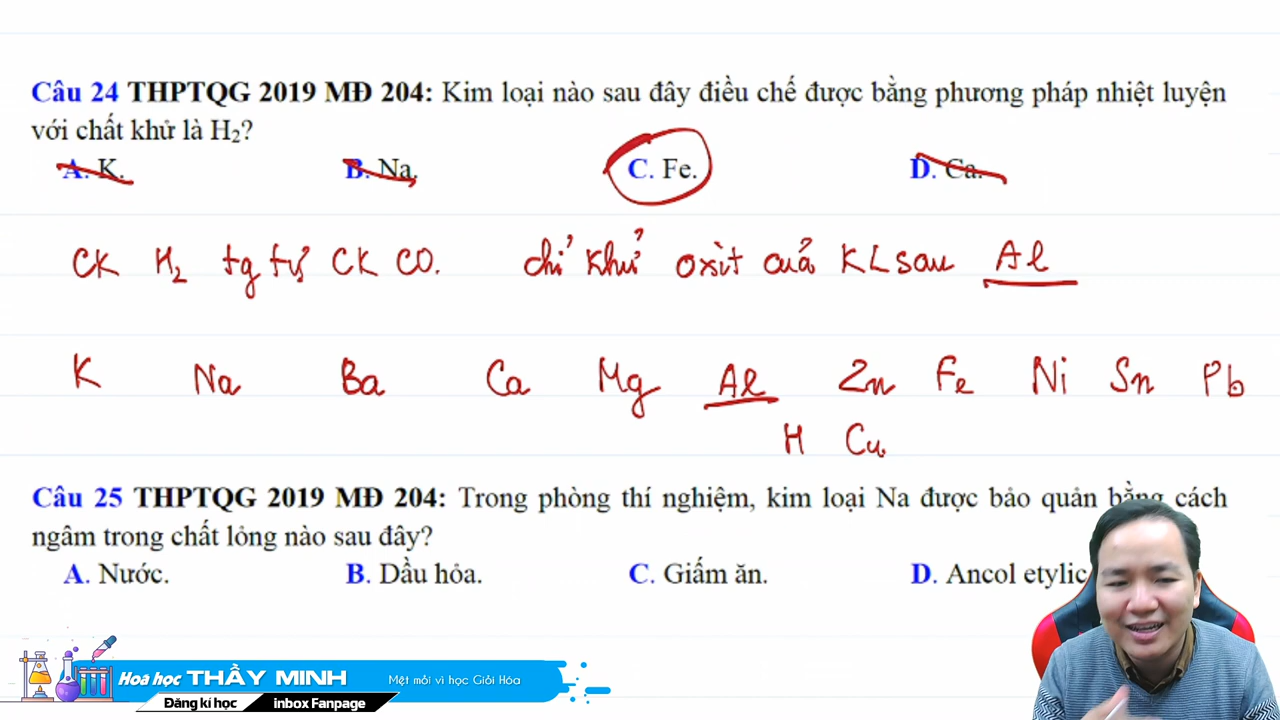 Câu 24 THPTQG 2019 MĐ 204: Kim loại nào sau đây điều chế được bằng phương pháp nhiệt luyện
với chất khử là H₂?
A. K. B. Na. C. Fe. D. Ca.
CK H₂ tg tự CK CO. chỉ khử oxit của KL sau Al
K Na Ba Ca Mg Al Zn Fe Ni Sn Pb
H Cu
Câu 25 THPTQG 2019 MĐ 204: Trong phòng thí nghiệm, kim loại Na được bảo quản bằng cách
ngâm trong chất lỏng nào sau đây?
A. Nước. B. Dầu hỏa. C. Giấm ăn. D. Ancol etylic
Hoá học THẦY MINH Mệt mỏi vì học Giỏi Hóa
Đăng kí học inbox Fanpage